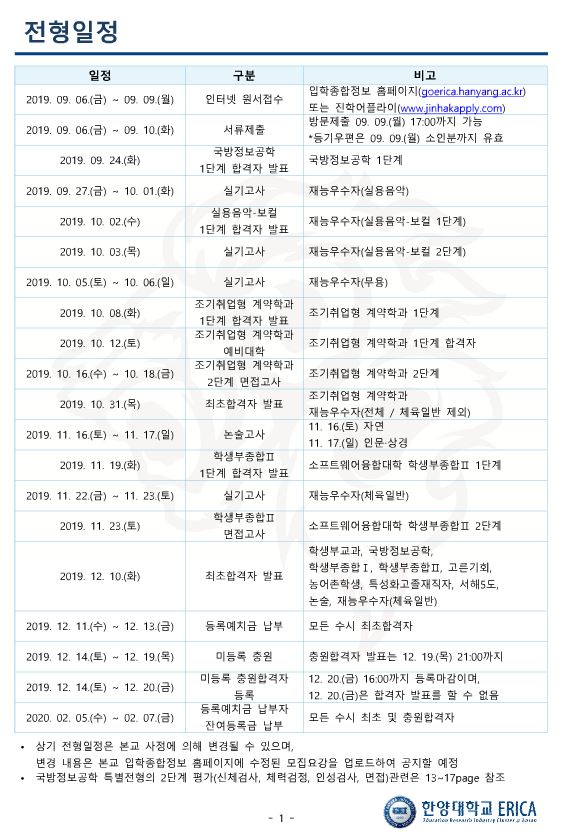 전형일정
일정 구분 비고
2019. 09. 06.(금) ~ 09. 09.(월) 인터넷 원서접수 입학종합정보 홈페이지(goerica.hanyang.ac.kr)
또는 진학어플라이(www.jinhakapply.com)
2019. 09. 06.(금) ~ 09. 10.(화) 서류제출 방문제출 09. 09.(월) 17:00까지 가능
*등기우편은 09. 09.(월) 소인분까지 유효
2019. 09. 24.(화) 국방정보공학
1단계 합격자 발표 국방정보공학 1단계
2019. 09. 27.(금) ~ 10. 01.(화) 실기고사 재능우수자(실용음악)
2019. 10. 02.(수) 실용음악-보컬
1단계 합격자 발표 재능우수자(실용음악-보컬 1단계)
2019. 10. 03.(목) 실기고사 재능우수자(실용음악-보컬 2단계)
2019. 10. 05.(토) ~ 10. 06.(일) 실기고사 재능우수자(무용)
2019. 10. 08.(화) 조기취업형 계약학과
1단계 합격자 발표 조기취업형 계약학과 1단계
2019. 10. 12.(토) 조기취업형 계약학과
예비대학 조기취업형 계약학과 1단계 합격자
2019. 10. 16.(수) ~ 10. 18.(금) 조기취업형 계약학과
2단계 면접고사 조기취업형 계약학과 2단계
2019. 10. 31.(목) 최초합격자 발표 조기취업형 계약학과
재능우수자(전체 / 체육일반 제외)
2019. 11. 16.(토) ~ 11. 17.(일) 논술고사 11. 16.(토) 자연
11. 17.(일) 인문·상경
2019. 11. 19.(화) 학생부종합Ⅱ
1단계 합격자 발표 소프트웨어융합대학 학생부종합Ⅱ 1단계
2019. 11. 22.(금) ~ 11. 23.(토) 실기고사 재능우수자(체육일반)
2019. 11. 23.(토) 학생부종합Ⅱ
면접고사 소프트웨어융합대학 학생부종합Ⅱ 2단계
2019. 12. 10.(화) 최초합격자 발표 학생부교과, 국방정보공학,
학생부종합Ⅰ, 학생부종합Ⅱ, 고른기회,
농어촌학생, 특성화고졸재직자, 서해5도,
논술, 재능우수자(체육일반)
2019. 12. 11.(수) ~ 12. 13.(금) 등록예치금 납부 모든 수시 최초합격자
2019. 12. 14.(토) ~ 12. 19.(목) 미등록 충원 충원합격자 발표는 12. 19.(목) 21:00까지
2019. 12. 14.(토) ~ 12. 20.(금) 미등록 충원합격자
등록 12. 20.(금) 16:00까지 등록마감이며,
12. 20.(금)은 합격자 발표를 할 수 없음
2020. 02. 05.(수) ~ 02. 07.(금) 등록예치금 납부자
잔여등록금 납부 모든 수시 최초 및 충원합격자
• 상기 전형일정은 본교 사정에 의해 변경될 수 있으며,
변경 내용은 본교 입학종합정보 홈페이지에 수정된 모집요강을 업로드하여 공지할 예정
• 국방정보공학 특별전형의 2단계 평가(신체검사, 체력검정, 인성검사, 면접)관련은 13~17page 참조
- 1 -
한양대학교 ERICA
Education Research Industry Cluster @ Ansan